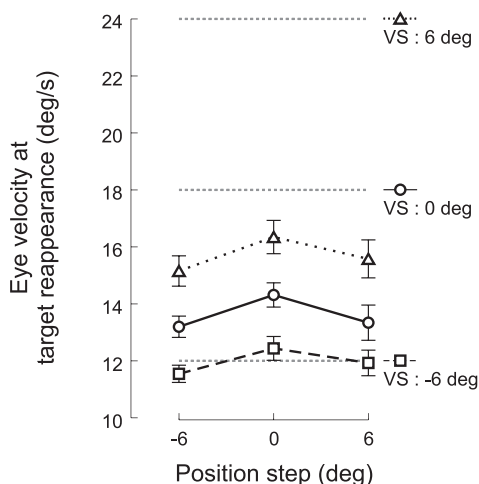 24
22
20
18
16
14
12
10
Eye velocity at
target reappearance (deg/s)
VS : 6 deg
VS : 0 deg
VS : -6 deg
-6 0 6
Position step (deg)